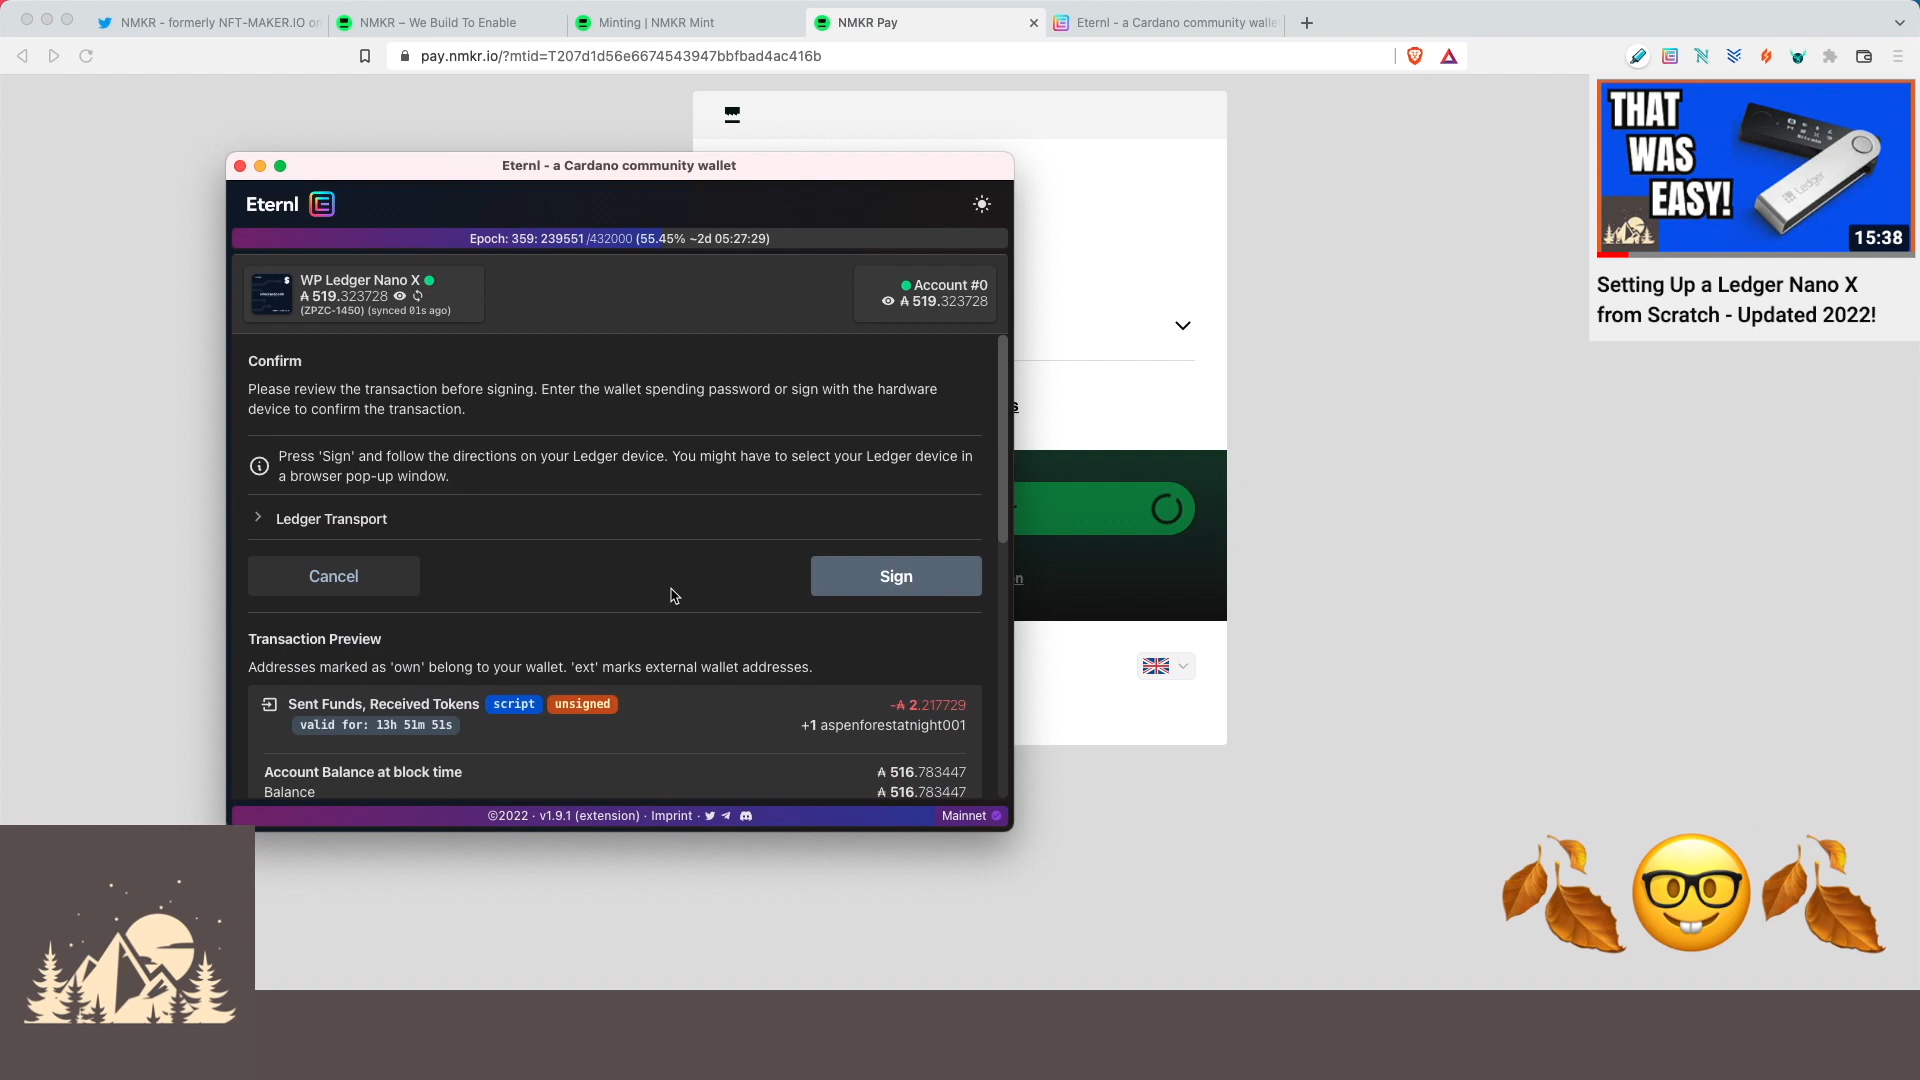 NMKR - formerly NFT-MAKER.IO on
NMKR – We Build To Enable
Minting | NMKR Mint
NMKR Pay
Eternl - a Cardano community walle
pay.nmkr.io/?mtid=T207d1d56e6674543947bbfbad4ac416b
THAT
WAS
EASY!
Ledger
Bitcoin
15:38
Setting Up a Ledger Nano X
from Scratch - Updated 2022!
Eternl - a Cardano community wallet
Eternl
Epoch: 359: 239551/432000 (55.45% ~2d 05:27:29)
WP Ledger Nano X
₳ 519.323728
(ZPZC-1450) (synced 01s ago)
Account #0
₳ 519.323728
Confirm
Please review the transaction before signing. Enter the wallet spending password or sign with the hardware
device to confirm the transaction.
Press 'Sign' and follow the directions on your Ledger device. You might have to select your Ledger device in
a browser pop-up window.
Ledger Transport
Cancel
Sign
Transaction Preview
Addresses marked as 'own' belong to your wallet. 'ext' marks external wallet addresses.
Sent Funds, Received Tokens script unsigned
-₳ 2.217729
valid for: 13h 51m 51s
+1 aspenforestatnight001
Account Balance at block time
₳ 516.783447
Balance
₳ 516.783447
©2022 · v1.9.1 (extension) · Imprint ·
Mainnet
s
n